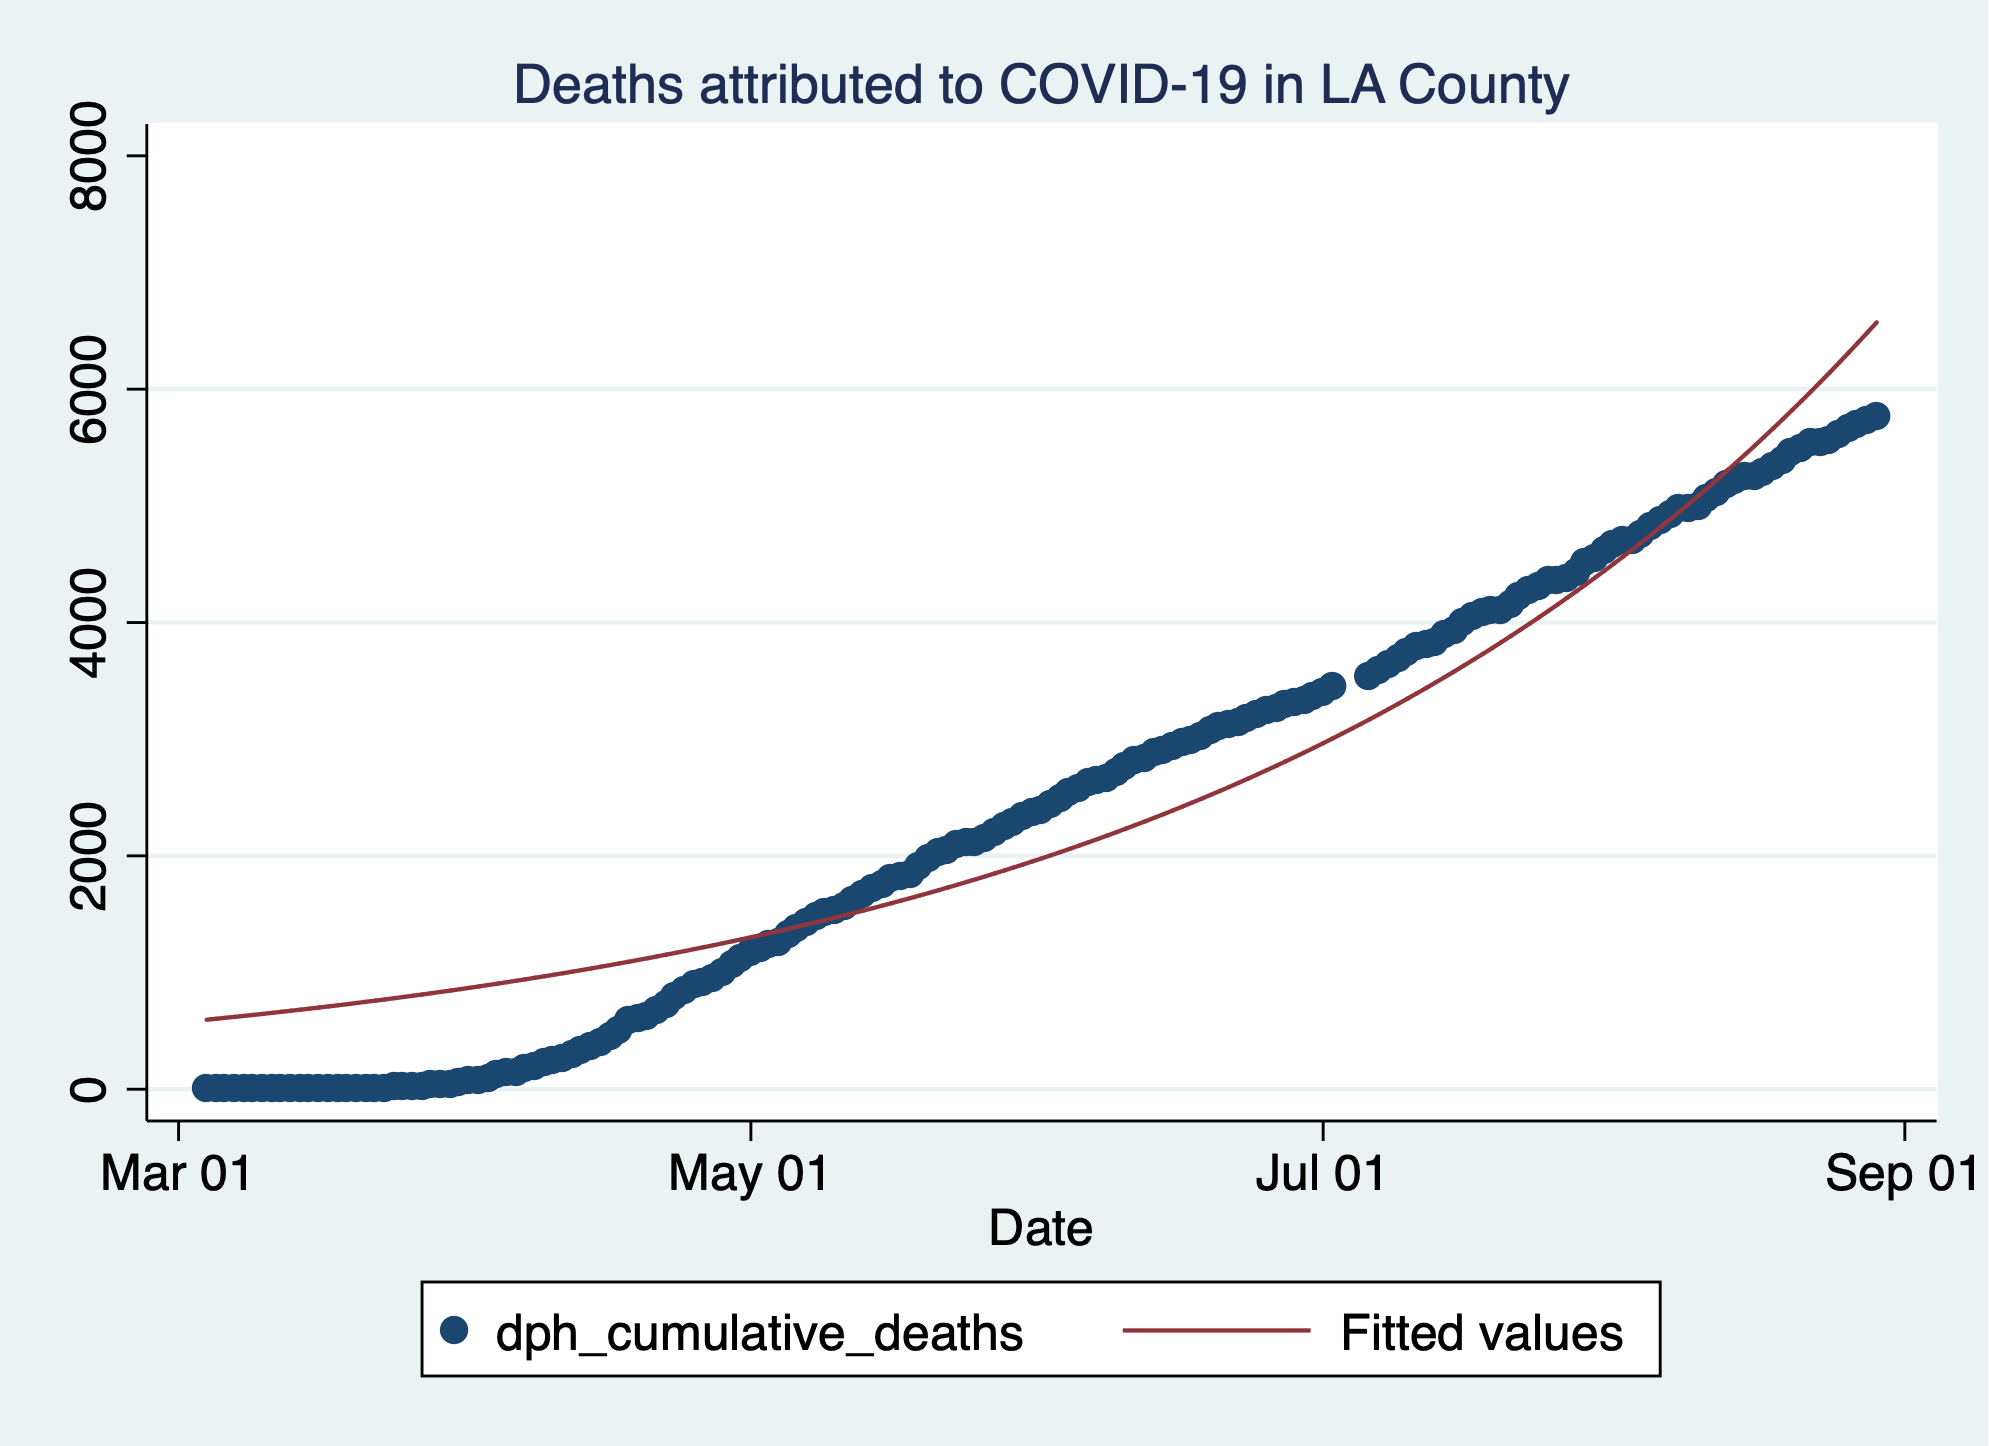 Deaths attributed to COVID-19 in LA County
8000
6000
4000
2000
0
Mar 01 May 01 Jul 01 Sep 01
Date
dph_cumulative_deaths Fitted values